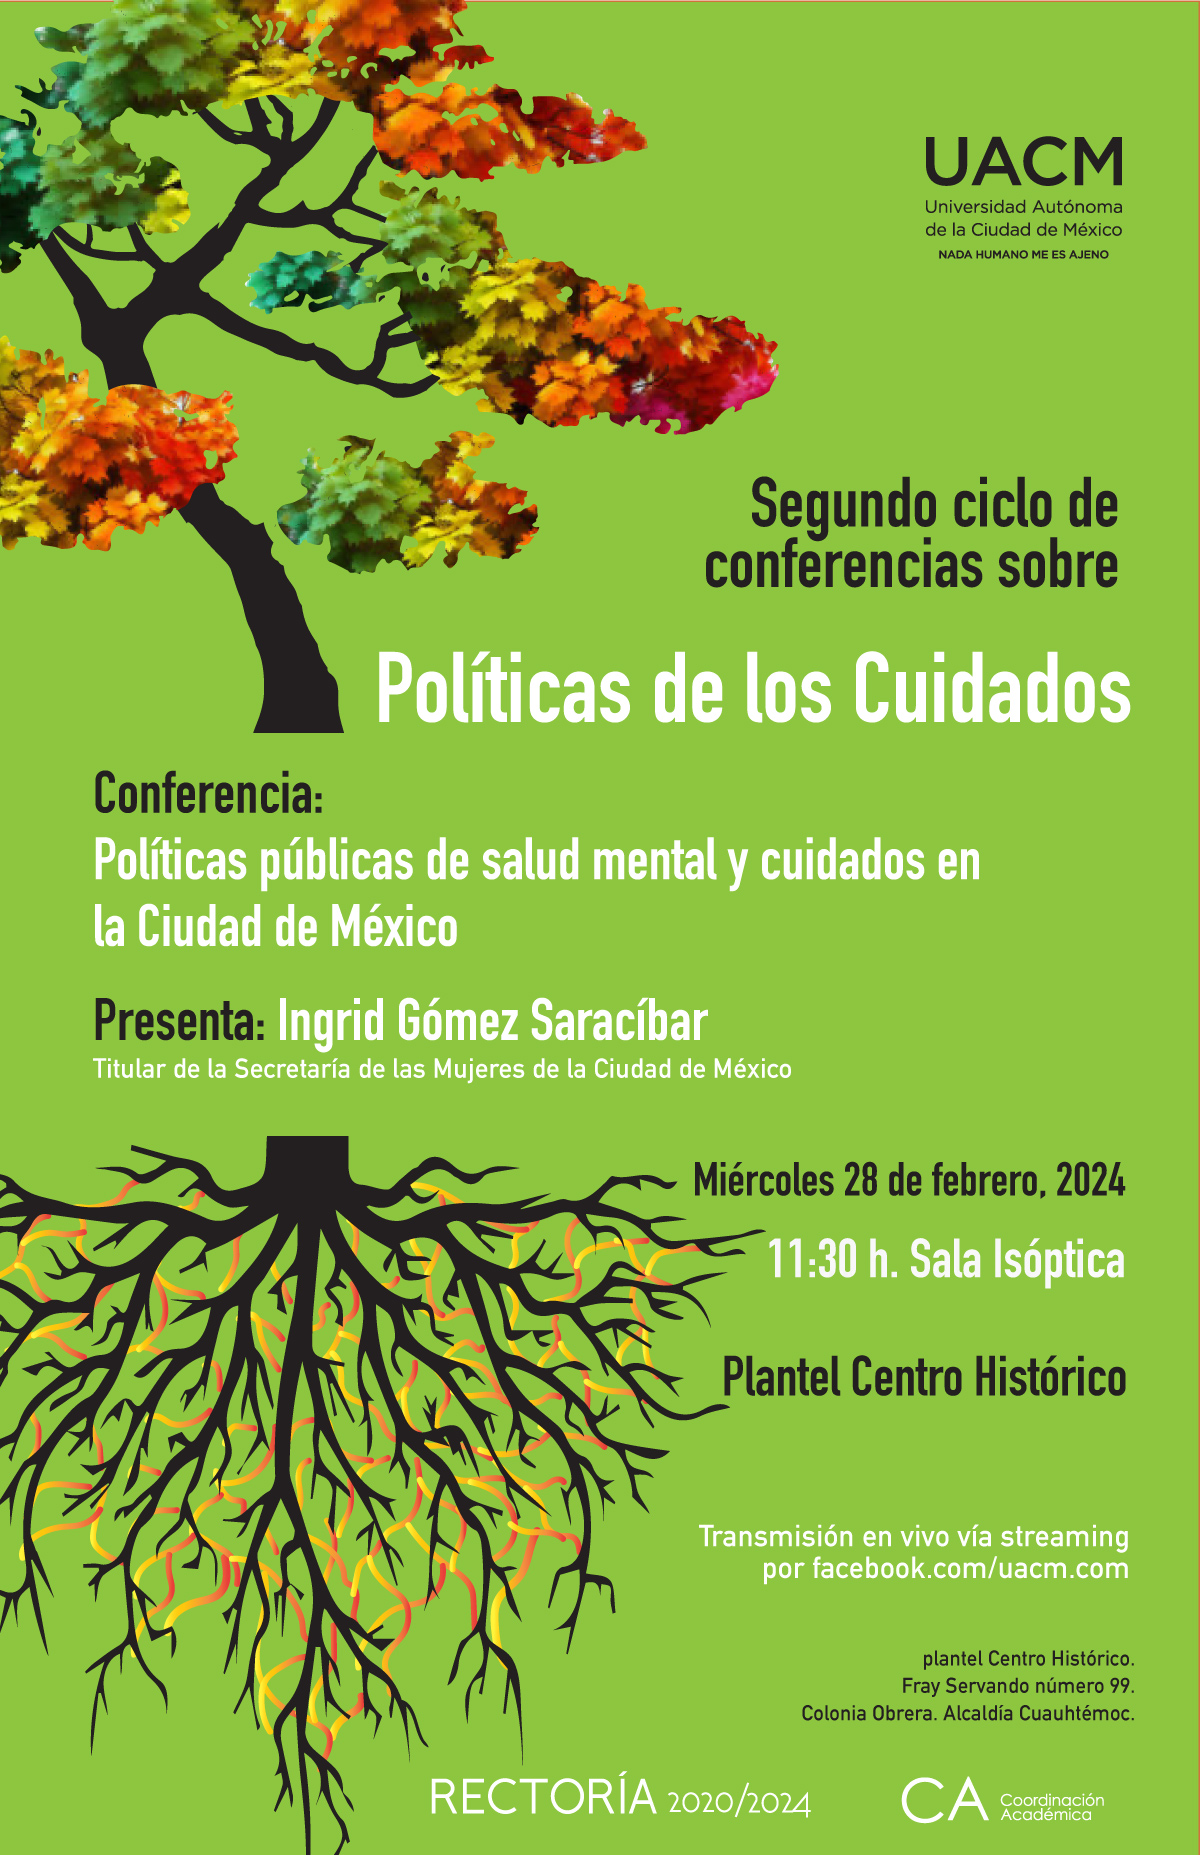 UACM
Universidad Autónoma
de la Ciudad de México
NADA HUMANO ME ES AJENO
Segundo ciclo de
conferencias sobre
Políticas de los Cuidados
Conferencia:
Políticas públicas de salud mental y cuidados en
la Ciudad de México
Presenta: Ingrid Gómez Saracíbar
Titular de la Secretaría de las Mujeres de la Ciudad de México
Miércoles 28 de febrero, 2024
11:30 h. Sala Isóptica
Plantel Centro Histórico
Transmisión en vivo vía streaming
por facebook.com/uacm.com
plantel Centro Histórico.
Fray Servando número 99.
Colonia Obrera. Alcaldía Cuauhtémoc.
RECTORÍA 2020/2024
CA Coordinación
Académica